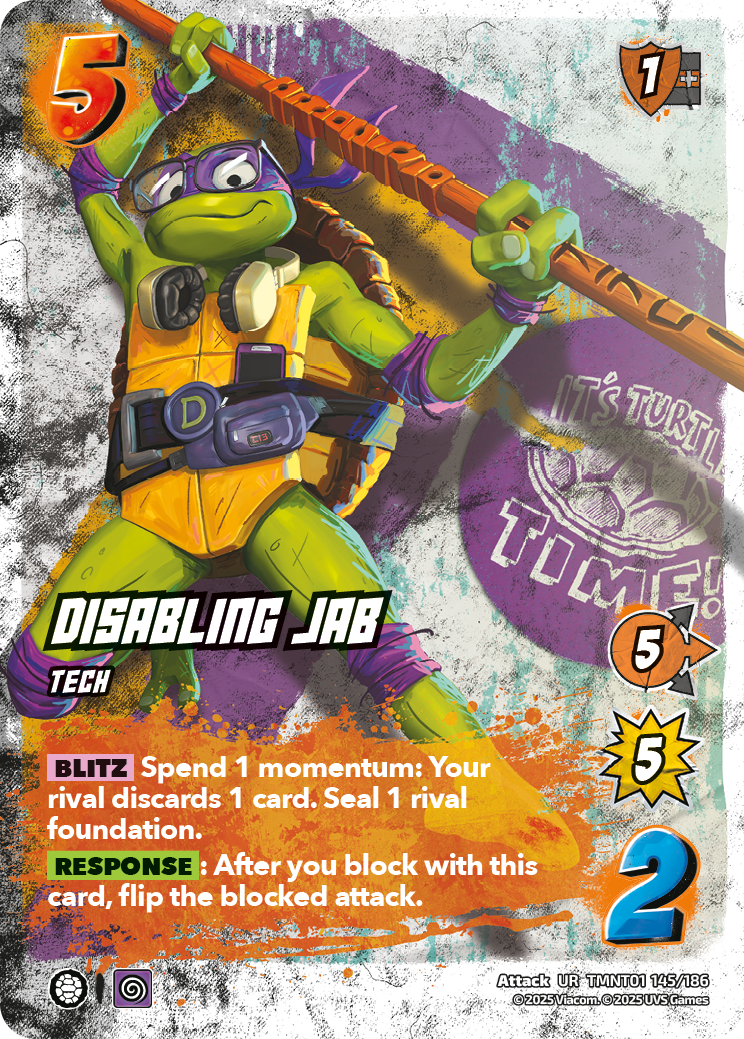 5
1
D
IT'S TURTL
TIME!
DISABLING JAB
TECH
5
BLITZ Spend 1 momentum: Your
rival discards 1 card. Seal 1 rival
foundation.
5
RESPONSE : After you block with this
card, flip the blocked attack.
2
Attack UR TMNT01 145/186
© 2025 Viacom. © 2025 UVS Games